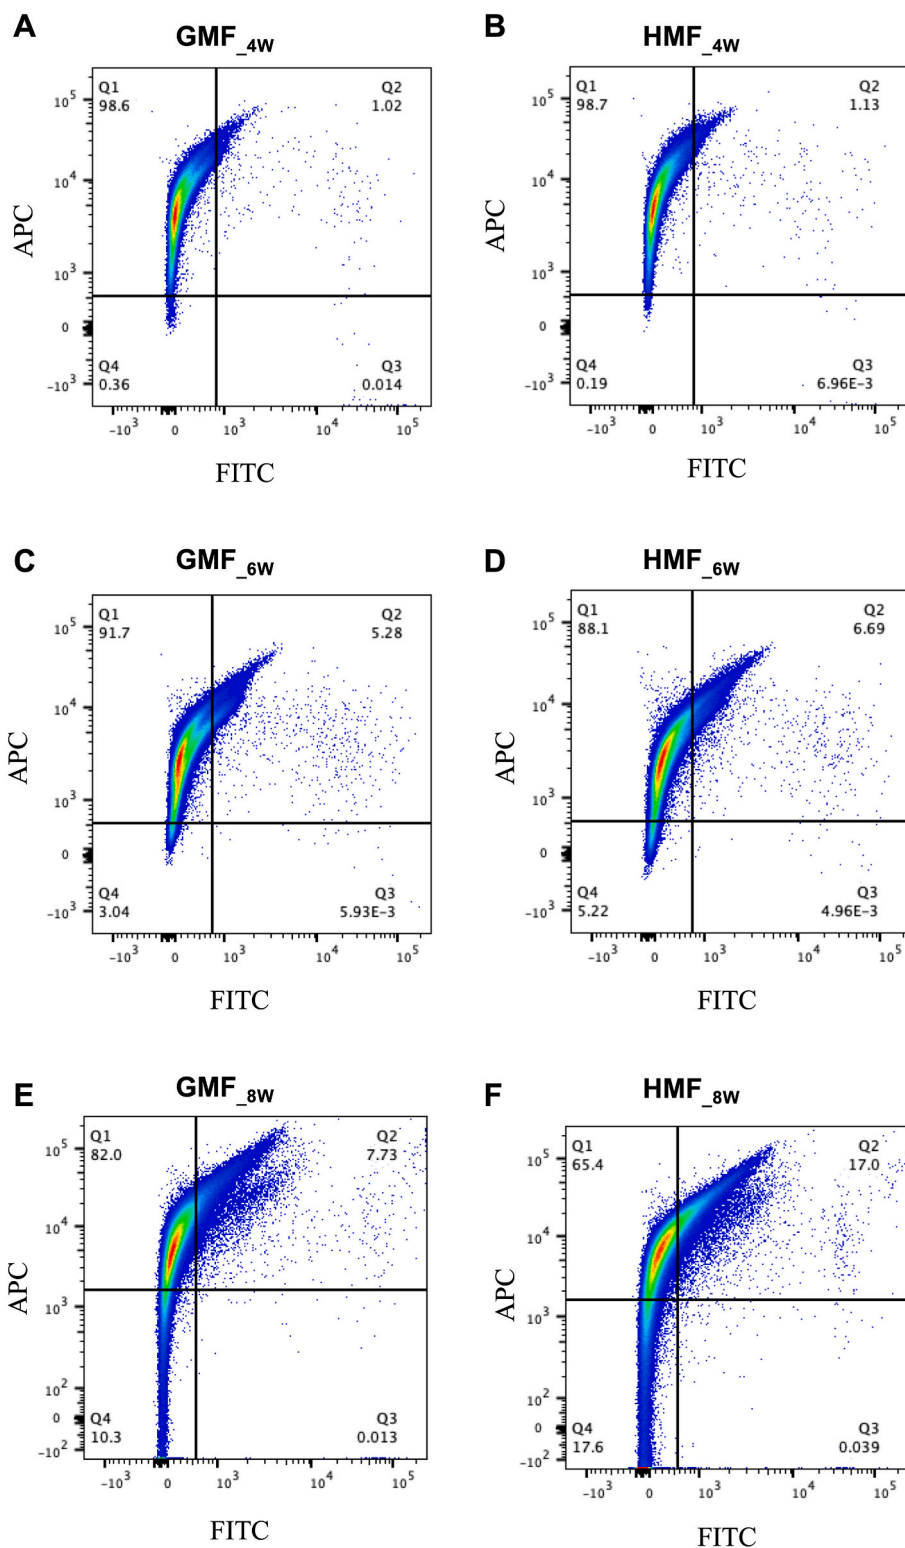 A
GMF_4W
Q1
98.6
Q2
1.02
10^5
10^4
10^3
0
-10^3
APC
Q4
0.36
Q3
0.014
-10^3 0 10^3 10^4 10^5
FITC
B
HMF_4W
Q1
98.7
Q2
1.13
10^5
10^4
10^3
0
-10^3
APC
Q4
0.19
Q3
6.96E-3
-10^3 0 10^3 10^4 10^5
FITC
C
GMF_6W
Q1
91.7
Q2
5.28
10^5
10^4
10^3
0
-10^3
APC
Q4
3.04
Q3
5.93E-3
-10^3 0 10^3 10^4 10^5
FITC
D
HMF_6W
Q1
88.1
Q2
6.69
10^5
10^4
10^3
0
-10^3
APC
Q4
5.22
Q3
4.96E-3
-10^3 0 10^3 10^4 10^5
FITC
E
GMF_8W
Q1
82.0
Q2
7.73
10^5
10^4
10^3
10^2
0
-10^2
APC
Q4
10.3
Q3
0.013
-10^3 0 10^3 10^4 10^5
FITC
F
HMF_8W
Q1
65.4
Q2
17.0
10^5
10^4
10^3
10^2
0
-10^2
APC
Q4
17.6
Q3
0.039
-10^3 0 10^3 10^4 10^5
FITC